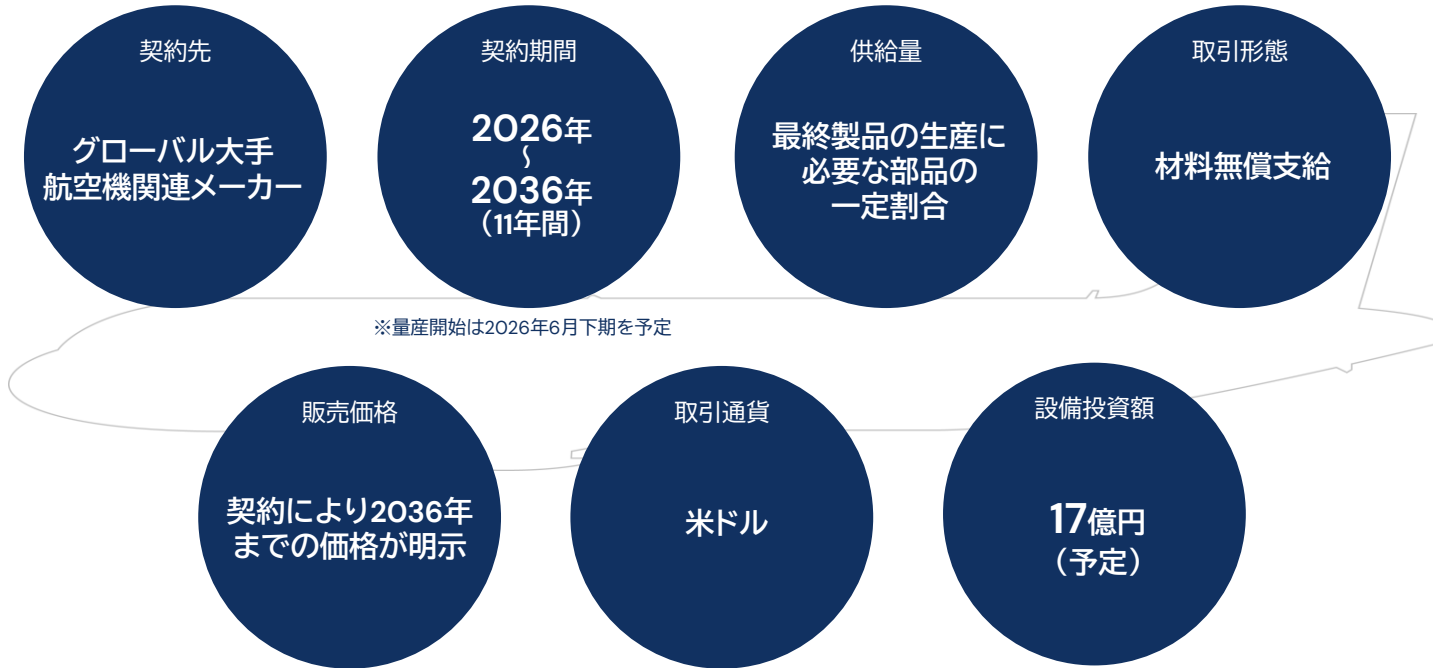 契約先
グローバル大手
航空機関連メーカー
契約期間
2026年
〜
2036年
（11年間）
供給量
最終製品の生産に
必要な部品の
一定割合
取引形態
材料無償支給
※量産開始は2026年6月下期を予定
販売価格
契約により2036年
までの価格が明示
取引通貨
米ドル
設備投資額
17億円
（予定）